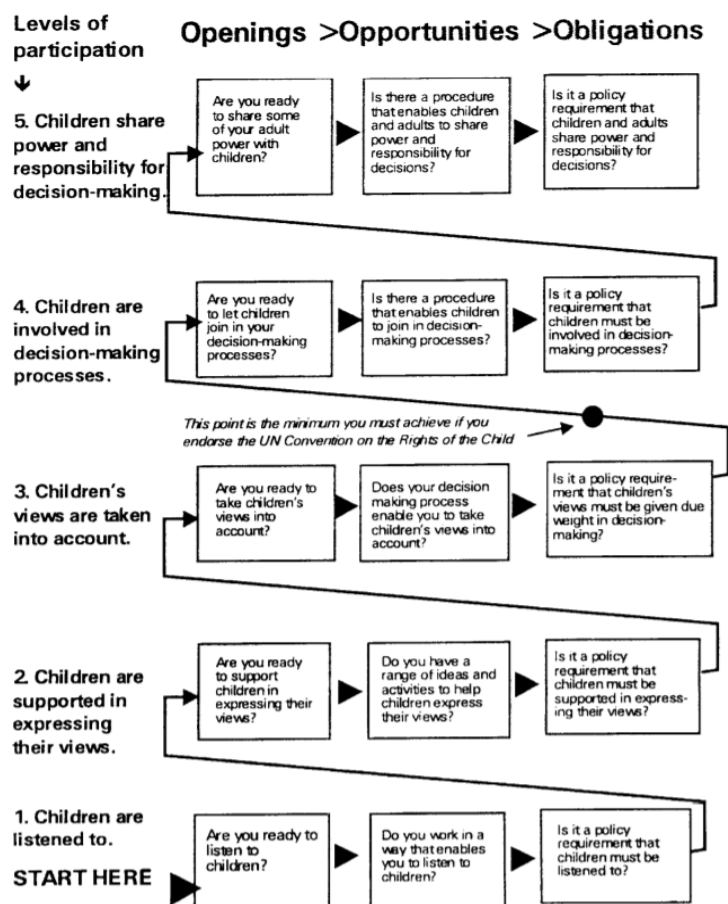 Levels of
participation
Openings >Opportunities >Obligations
5. Children share
power and
responsibility for
decision-making.
Are you ready
to share some
of your adult
power with
children?
Is there a procedure
that enables children
and adults to share
power and
responsibility for
decisions?
Is it a policy
requirement that
children and adults
share power and
responsibility for
decisions?
4. Children are
involved in
decision-making
processes.
Are you ready
to let children
join in your
decision-making
processes?
Is there a procedure
that enables children
to join in decision-
making processes?
Is it a policy
requirement that
children must be
involved in decision-
making processes?
This point is the minimum you must achieve if you
endorse the UN Convention on the Rights of the Child
3. Children's
views are taken
into account.
Are you ready to
take children's
views into
account?
Does your decision
making process
enable you to take
children's views into
account?
Is it a policy require-
ment that children's
views must be given due
weight in decision-
making?
2. Children are
supported in
expressing
their views.
Are you ready
to support
children in
expressing their
views?
Do you have a
range of ideas and
activities to help
children express
their views?
Is it a policy
requirement that
children must be
supported in express-
ing their views?
1. Children are
listened to.
START HERE
Are you ready to
listen to
children?
Do you work in a
way that enables
you to listen to
children?
Is it a policy
requirement that
children must be
listened to?